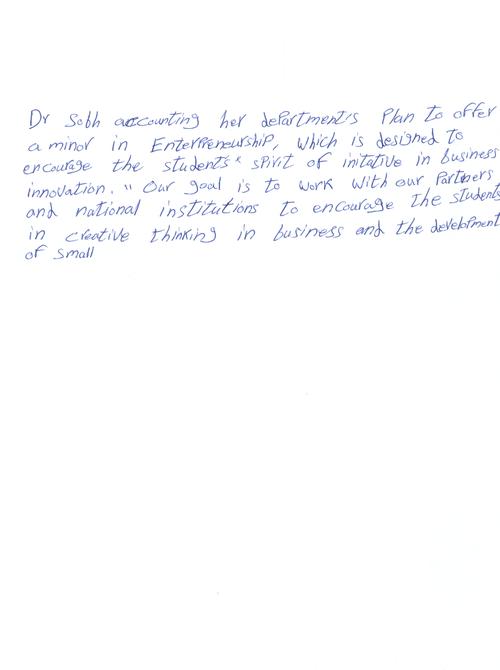 Dr Sobh accounting her department's Plan to offer
a minor in Enterpreneurship, which is designed to
encourage the students' spirit of initative in business
innovation. " Our goal is to work with our Partners
and national institutions to encourage the students
in creative thinking in business and the development
of small